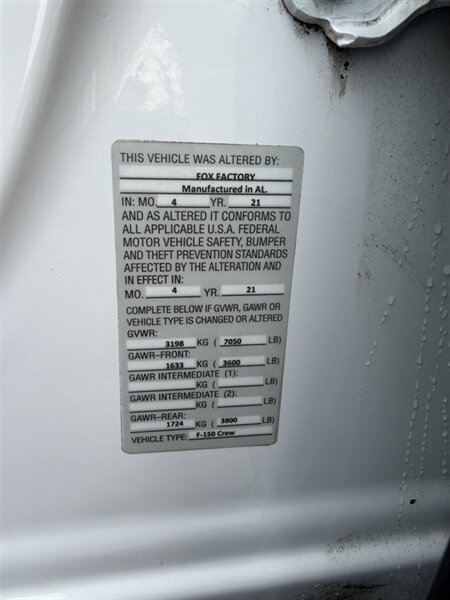 THIS VEHICLE WAS ALTERED BY:
FOX FACTORY
Manufactured in AL.
IN: MO. 4 YR. 21
AND AS ALTERED IT CONFORMS TO
ALL APPLICABLE U.S.A. FEDERAL
MOTOR VEHICLE SAFETY, BUMPER
AND THEFT PREVENTION STANDARDS
AFFECTED BY THE ALTERATION AND
IN EFFECT IN:
MO. 4 YR. 21
COMPLETE BELOW IF GVWR, GAWR OR
VEHICLE TYPE IS CHANGED OR ALTERED
GVWR:
3198 KG ( 7050 LB)
GAWR–FRONT:
1633 KG ( 3600 LB)
GAWR INTERMEDIATE (1):
KG ( LB)
GAWR INTERMEDIATE (2):
KG ( LB)
GAWR–REAR:
1724 KG ( 3800 LB)
VEHICLE TYPE: F-150 Crew